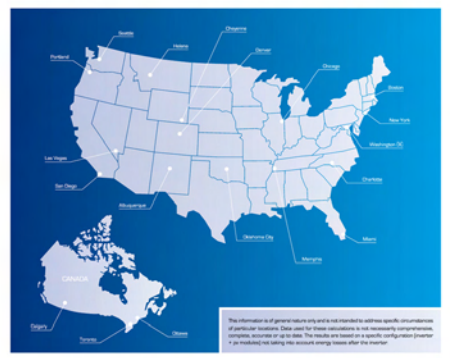 Cheyenne
Seattle
Helena
Denver
Portland
Chicago
Boston
New York
Washington DC
Las Vegas
Charlotte
San Diego
Albuquerque
Oklahoma City
Miami
Memphis
CANADA
Calgary
Toronto
Ottawa
This information is of general nature only and is not intended to address specific circumstances
of particular locations. Data used for these calculations is not necessarily comprehensive,
complete, accurate or up to date. The results are based on a specific configuration (inverter
+ pv modules) not taking into account energy losses after the inverter